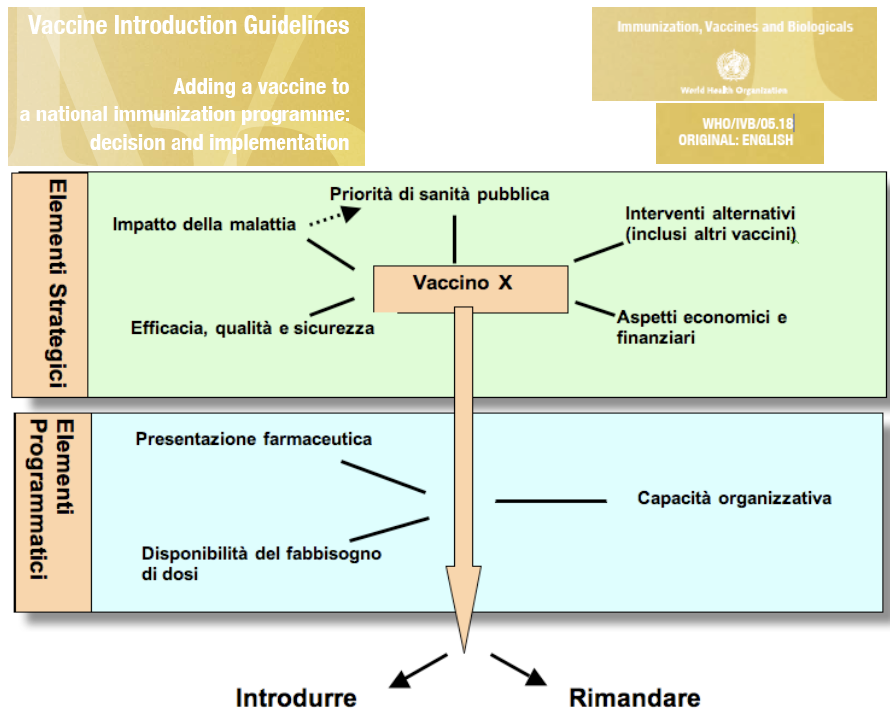 Vaccine Introduction Guidelines
Adding a vaccine to
a national immunization programme:
decision and implementation
Immunization, Vaccines and Biologicals
World Health Organization
WHO/IVB/05.18
ORIGINAL: ENGLISH
Elementi Strategici
Priorità di sanità pubblica
Impatto della malattia
Interventi alternativi
(inclusi altri vaccini)
Vaccino X
Efficacia, qualità e sicurezza
Aspetti economici e
finanziari
Elementi
Programmatici
Presentazione farmaceutica
Capacità organizzativa
Disponibilità del fabbisogno
di dosi
Introdurre
Rimandare